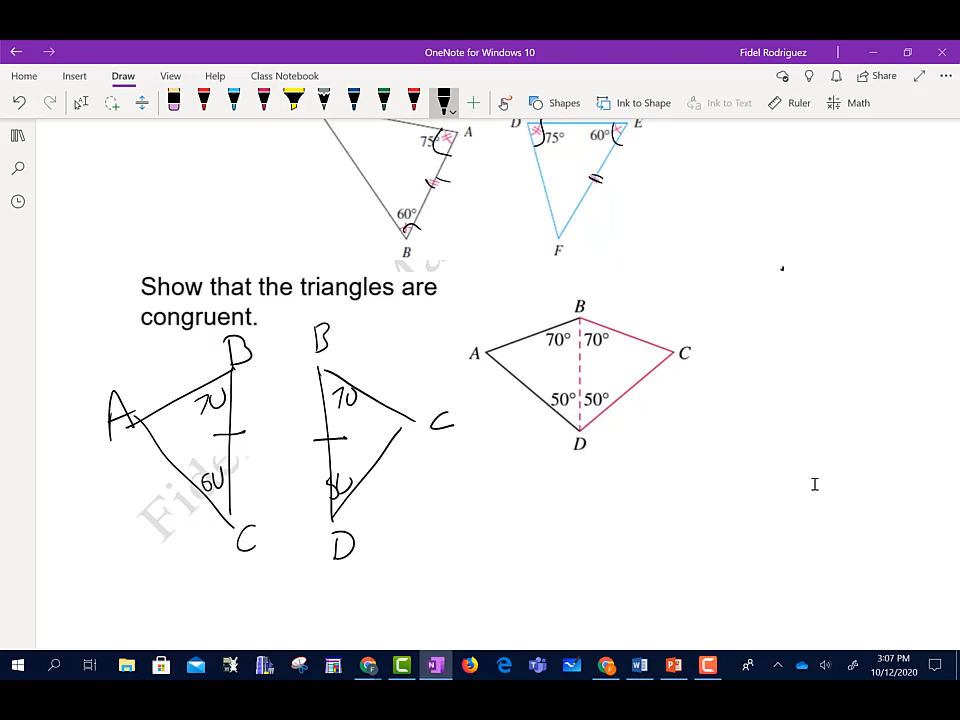 OneNote for Windows 10
Fidel Rodriguez
Home Insert Draw View Help Class Notebook
Share
Shapes Ink to Shape Ink to Text Ruler Math
A
75°
60°
B
D E
75° 60°
F
Show that the triangles are
congruent.
B
A
70
60
C
B
70
C
50
D
B
70° 70°
A C
50° 50°
D
3:07 PM
10/12/2020